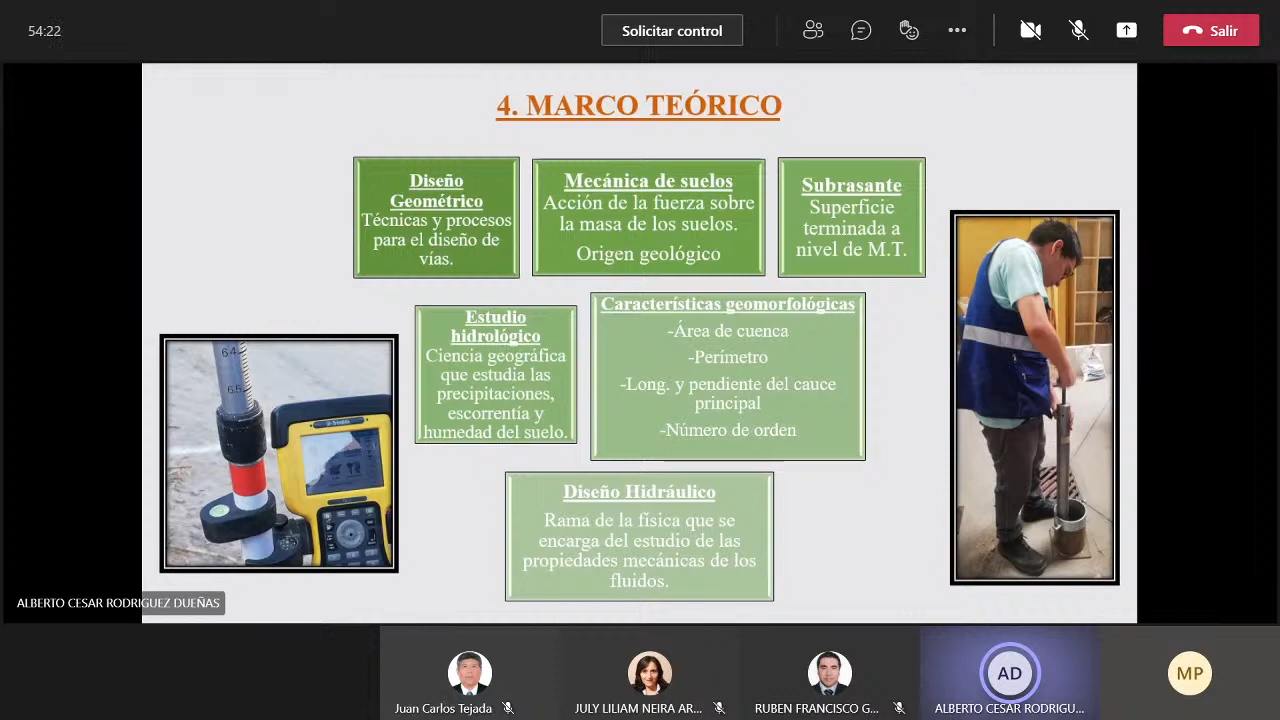 54:22
Solicitar control
Salir
4. MARCO TEÓRICO
Diseño
Geométrico
Técnicas y procesos
para el diseño de
vías.
Mecánica de suelos
Acción de la fuerza sobre
la masa de los suelos.
Origen geológico
Subrasante
Superficie
terminada a
nivel de M.T.
Estudio
hidrológico
Ciencia geográfica
que estudia las
precipitaciones,
escorrentía y
humedad del suelo.
Características geomorfológicas
-Área de cuenca
-Perímetro
-Long. y pendiente del cauce
principal
-Número de orden
64
65
Trimble
Diseño Hidráulico
Rama de la física que se
encarga del estudio de las
propiedades mecánicas de los
fluidos.
ALBERTO CESAR RODRIGUEZ DUEÑAS
AD
MP
Juan Carlos Tejada
JULY LILIAM NEIRA AR...
RUBEN FRANCISCO G...
ALBERTO CESAR RODRIGU...